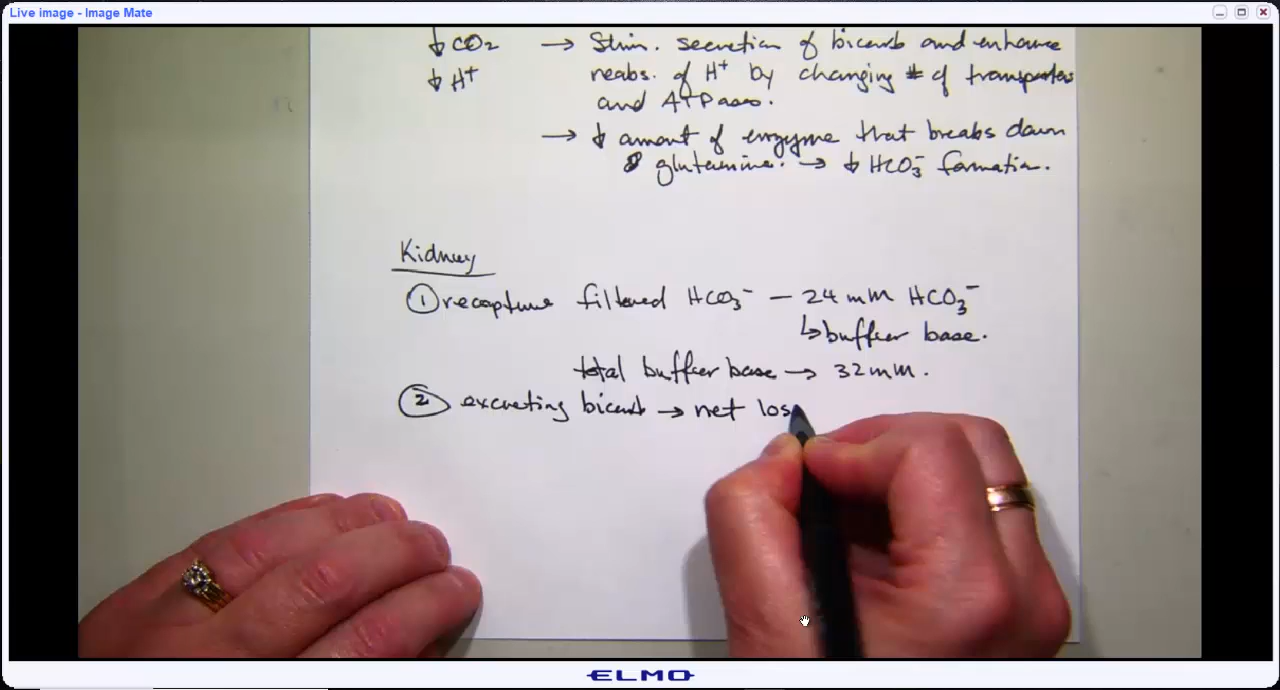 Live image - Image Mate
↓ CO2 → Stim. secretion of bicarb and enhance
↓ H+ reabs. of H+ by changing # of transporters
and ATPases.
→ ↓ amount of enzyme that breaks down
glutamine. → ↓ HCO3- formation.
Kidney
① recapture filtered HCO3- — 24 mM HCO3-
↳ buffer base.
total buffer base → 32 mM.
② excreting bicarb → net los
ELMO